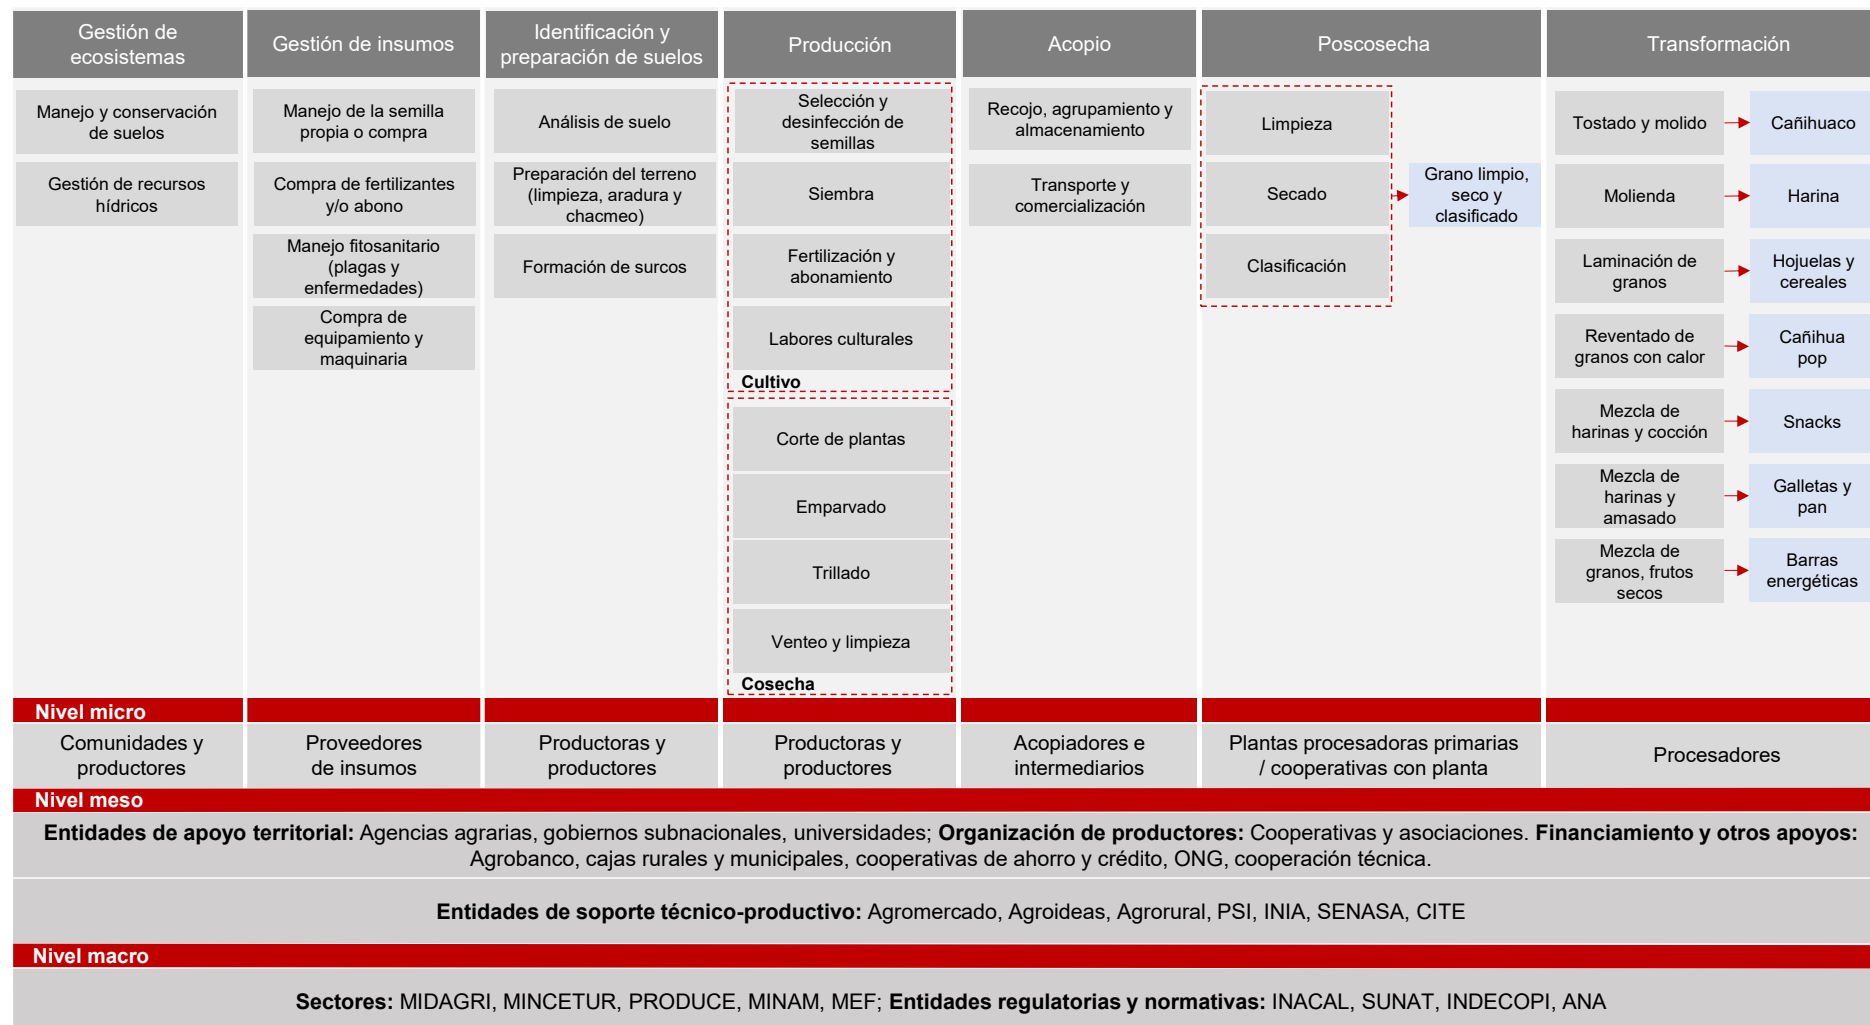 Gestión de
ecosistemas
Gestión de insumos
Identificación y
preparación de suelos
Producción
Acopio
Poscosecha
Transformación
Manejo y conservación
de suelos
Gestión de recursos
hídricos
Manejo de la semilla
propia o compra
Compra de fertilizantes
y/o abono
Manejo fitosanitario
(plagas y
enfermedades)
Compra de
equipamiento y
maquinaria
Análisis de suelo
Preparación del terreno
(limpieza, aradura y
chacmeo)
Formación de surcos
Selección y
desinfección de
semillas
Siembra
Fertilización y
abonamiento
Labores culturales
Cultivo
Corte de plantas
Emparvado
Trillado
Venteo y limpieza
Cosecha
Recojo, agrupamiento y
almacenamiento
Transporte y
comercialización
Limpieza
Secado
Clasificación
Grano limpio,
seco y
clasificado
Tostado y molido
Cañihuaco
Molienda
Harina
Laminación de
granos
Hojuelas y
cereales
Reventado de
granos con calor
Cañihua
pop
Mezcla de
harinas y cocción
Snacks
Mezcla de
harinas y
amasado
Galletas y
pan
Mezcla de
granos, frutos
secos
Barras
energéticas
Nivel micro
Comunidades y
productores
Proveedores
de insumos
Productoras y
productores
Productoras y
productores
Acopiadores e
intermediarios
Plantas procesadoras primarias
/ cooperativas con planta
Procesadores
Nivel meso
Entidades de apoyo territorial: Agencias agrarias, gobiernos subnacionales, universidades; Organización de productores: Cooperativas y asociaciones. Financiamiento y otros apoyos:
Agrobanco, cajas rurales y municipales, cooperativas de ahorro y crédito, ONG, cooperación técnica.
Entidades de soporte técnico-productivo: Agromercado, Agroideas, Agrorural, PSI, INIA, SENASA, CITE
Nivel macro
Sectores: MIDAGRI, MINCETUR, PRODUCE, MINAM, MEF; Entidades regulatorias y normativas: INACAL, SUNAT, INDECOPI, ANA